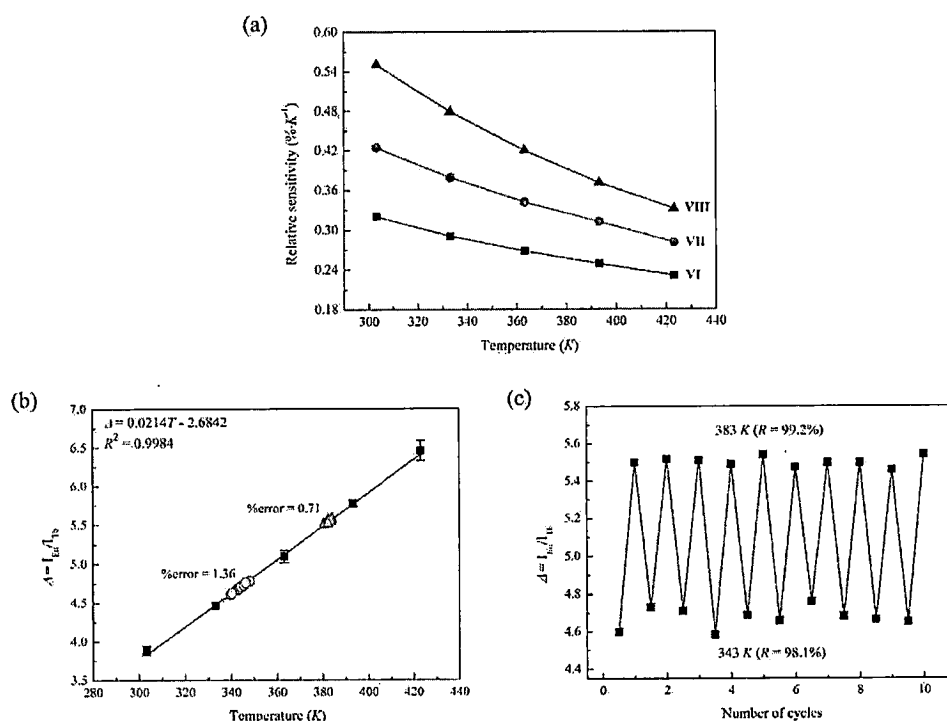 (a)
0.60
0.54
0.48
0.42
0.36
0.30
0.24
0.18
Relative sensitivity (%·K⁻¹)
VIII
VII
VI
300 320 340 360 380 400 420 440
Temperature (K)
(b)
7.0
6.5
6.0
5.5
5.0
4.5
4.0
3.5
Δ = I_Eu/I_Tb
Δ = 0.0214T - 2.6842
R² = 0.9984
%error = 0.71
%error = 1.36
280 300 320 340 360 380 400 420 440
Temperature (K)
(c)
5.8
5.6
5.4
5.2
5.0
4.8
4.6
4.4
Δ = I_Eu/I_Tb
383 K (R = 99.2%)
343 K (R = 98.1%)
0 2 4 6 8 10
Number of cycles